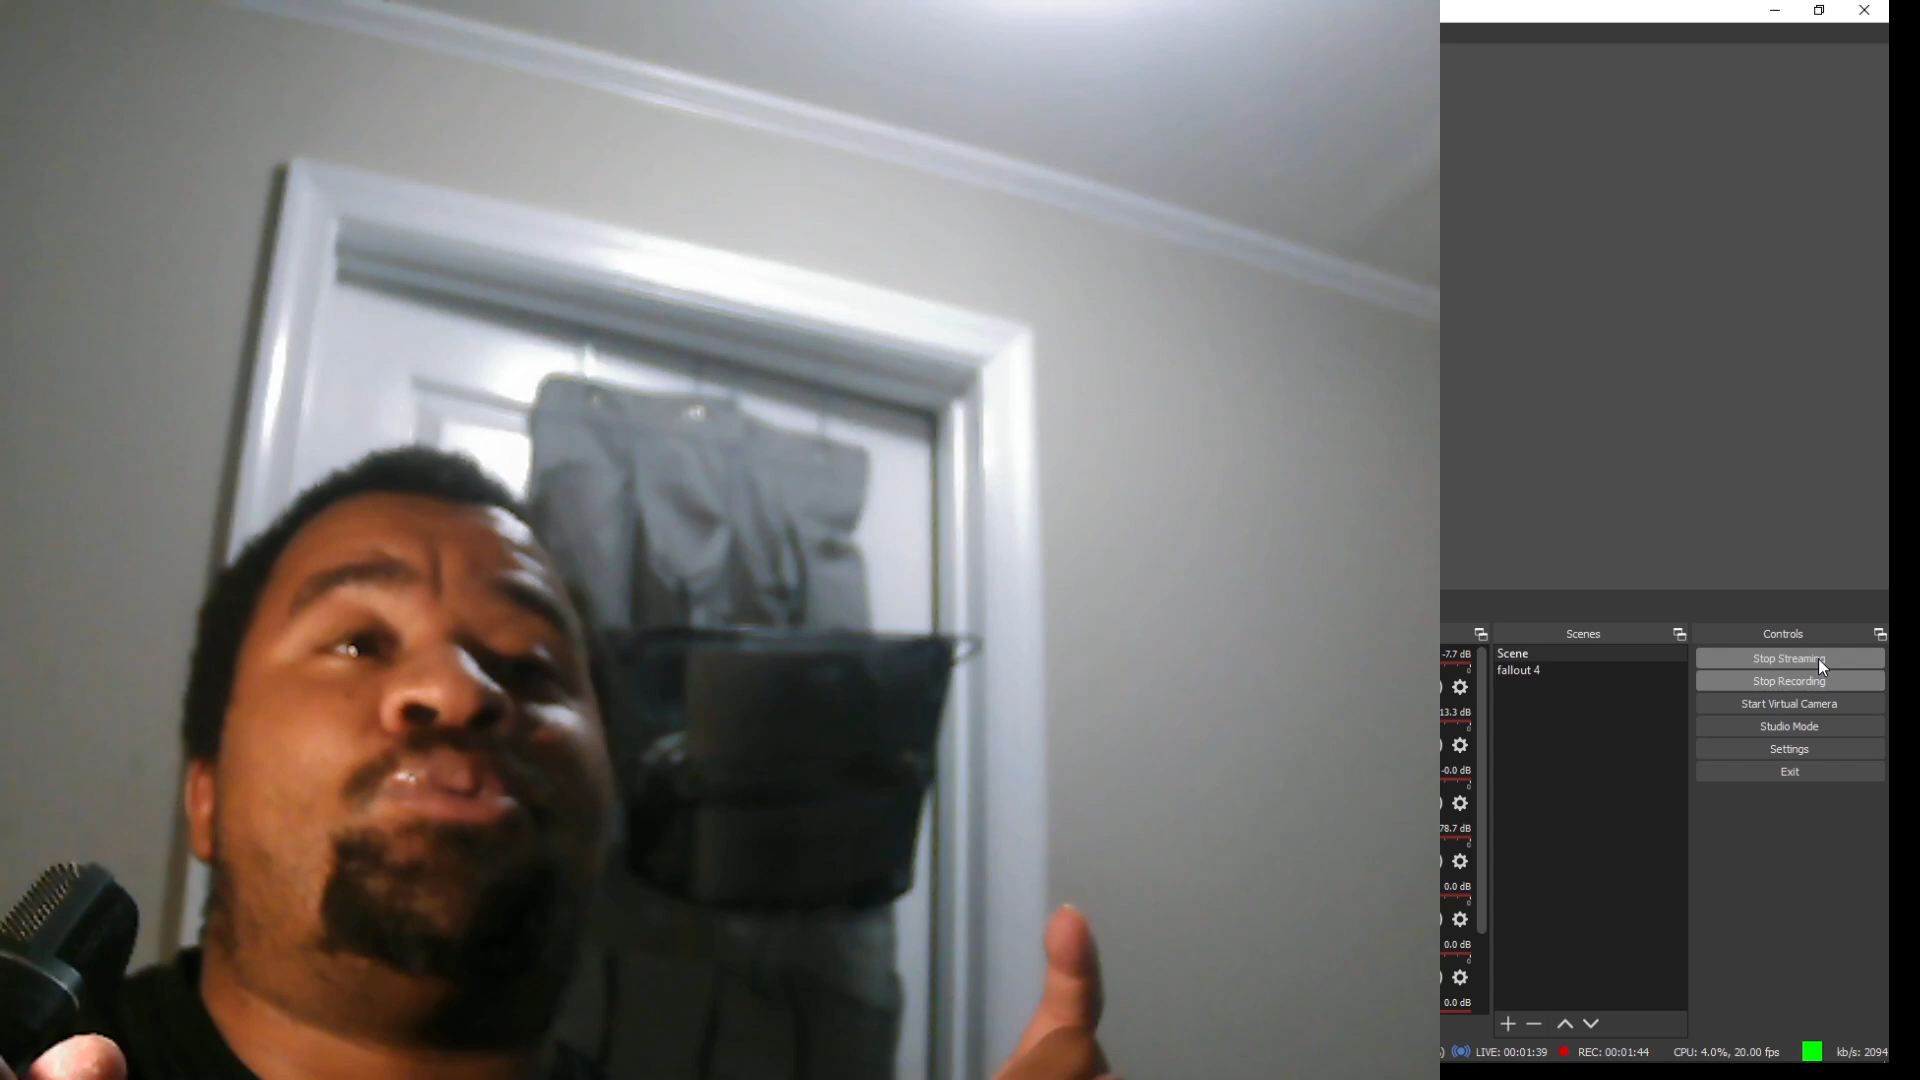 Scenes
Controls
-7.7 dB
Scene
Stop Streaming
fallout 4
Stop Recording
13.3 dB
Start Virtual Camera
Studio Mode
Settings
-0.0 dB
Exit
78.7 dB
0.0 dB
0.0 dB
0.0 dB
LIVE: 00:01:39 REC: 00:01:44 CPU: 4.0%, 20.00 fps kb/s: 2094